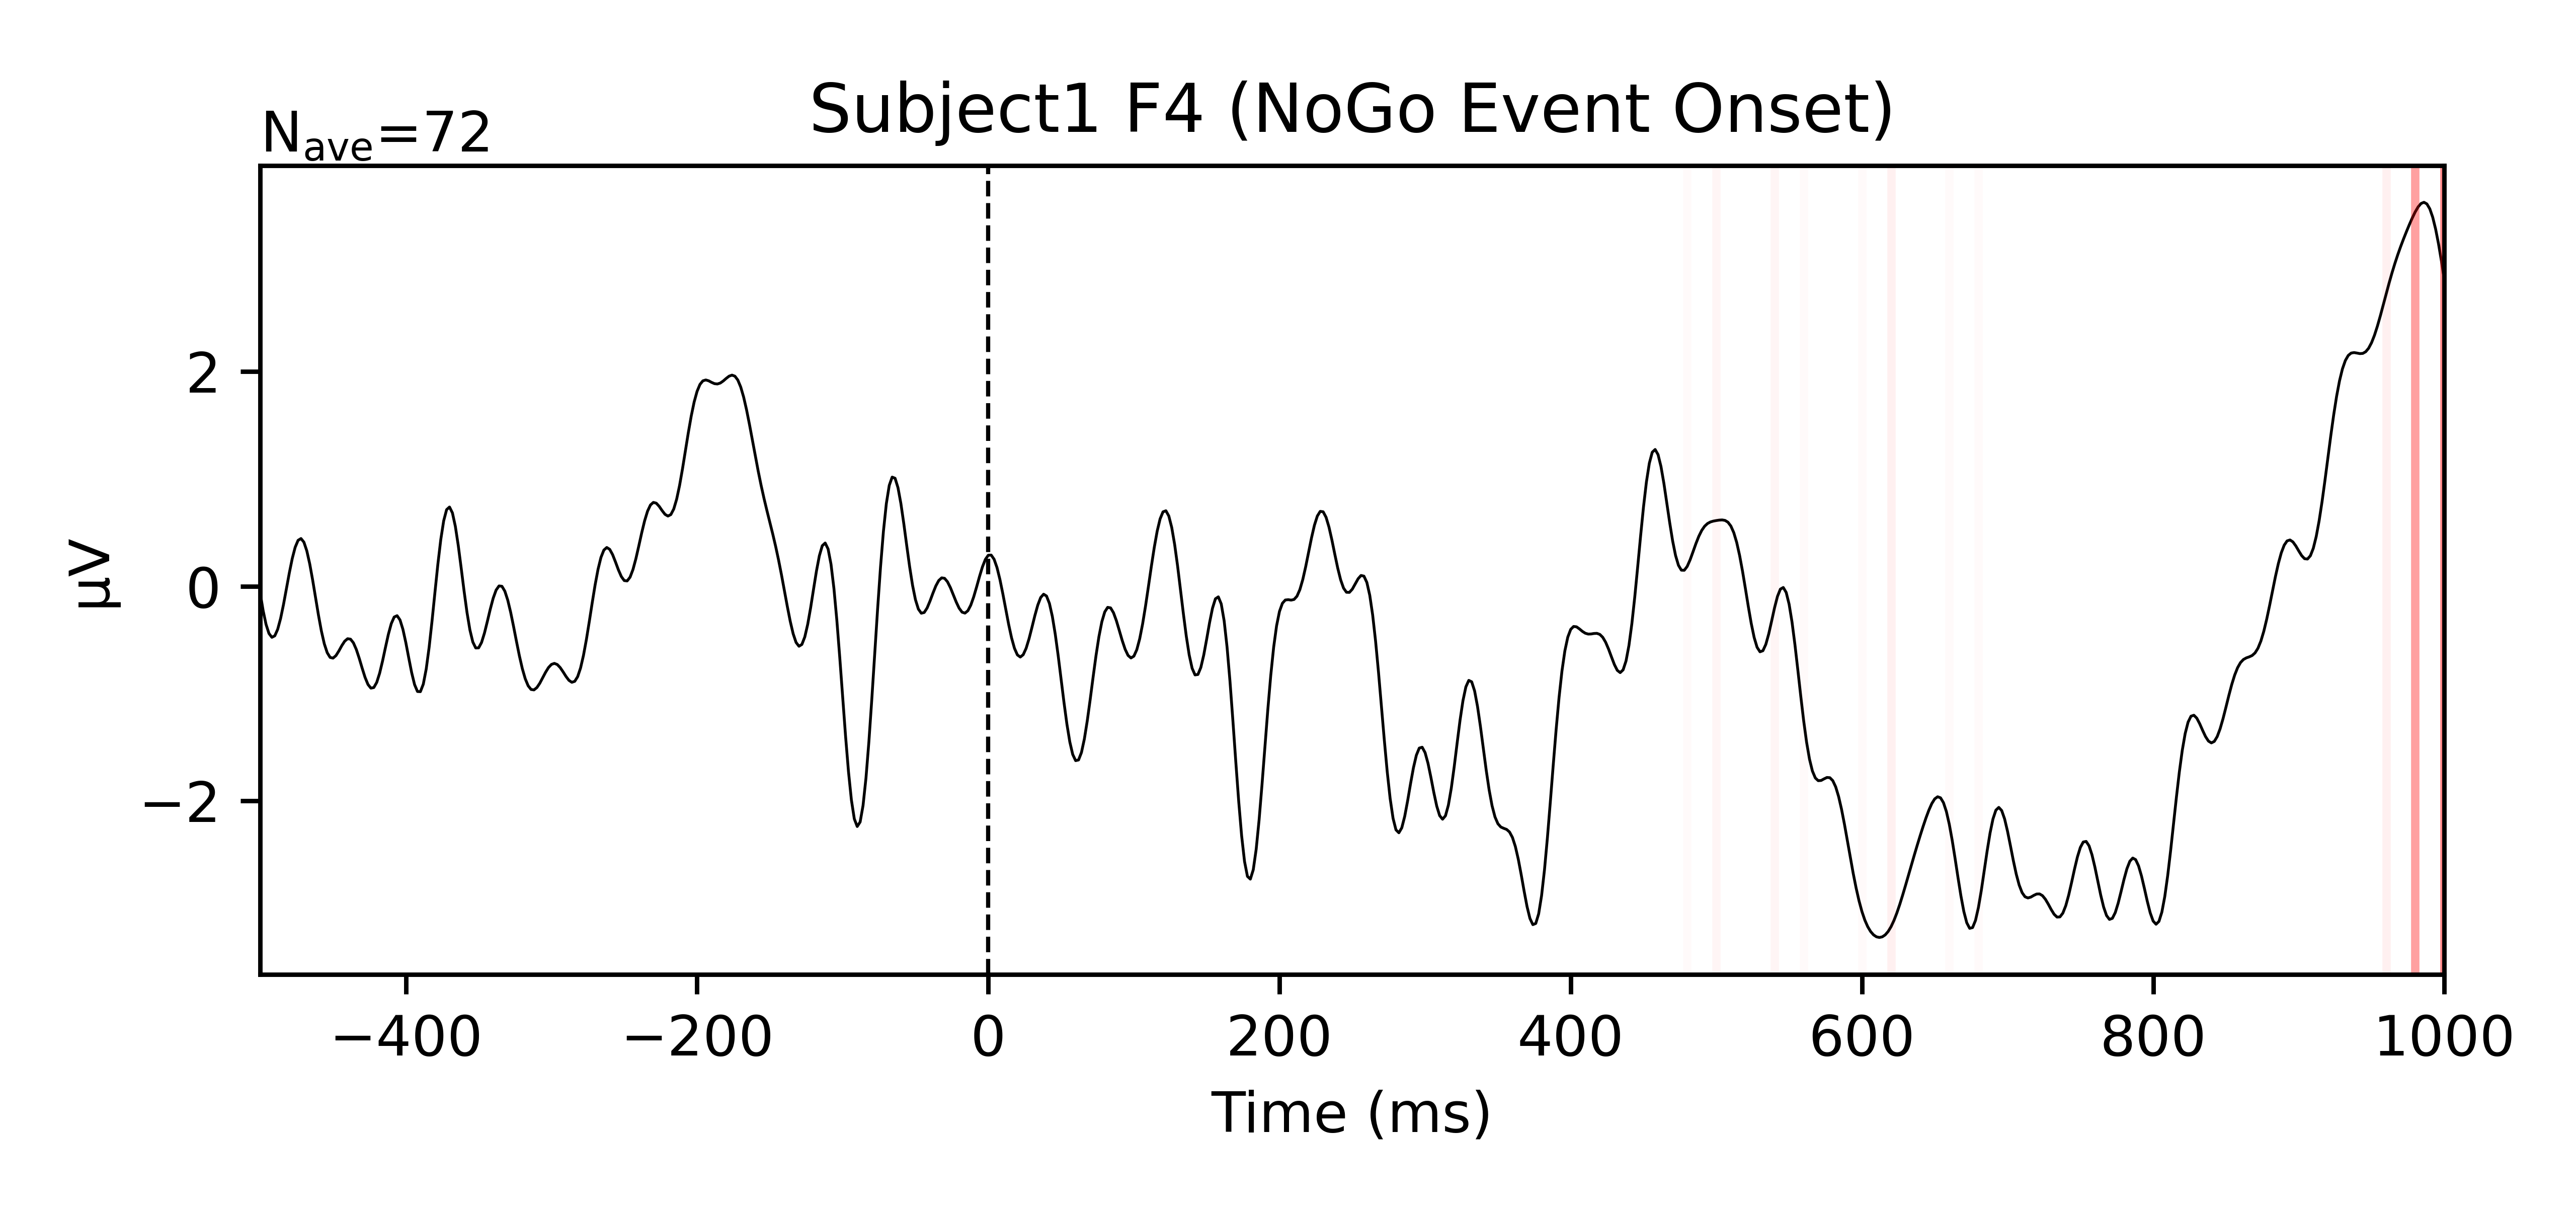 Subject1 F4 (NoGo Event Onset)
Nave=72
µV
2
0
−2
−400 −200 0 200 400 600 800 1000
Time (ms)